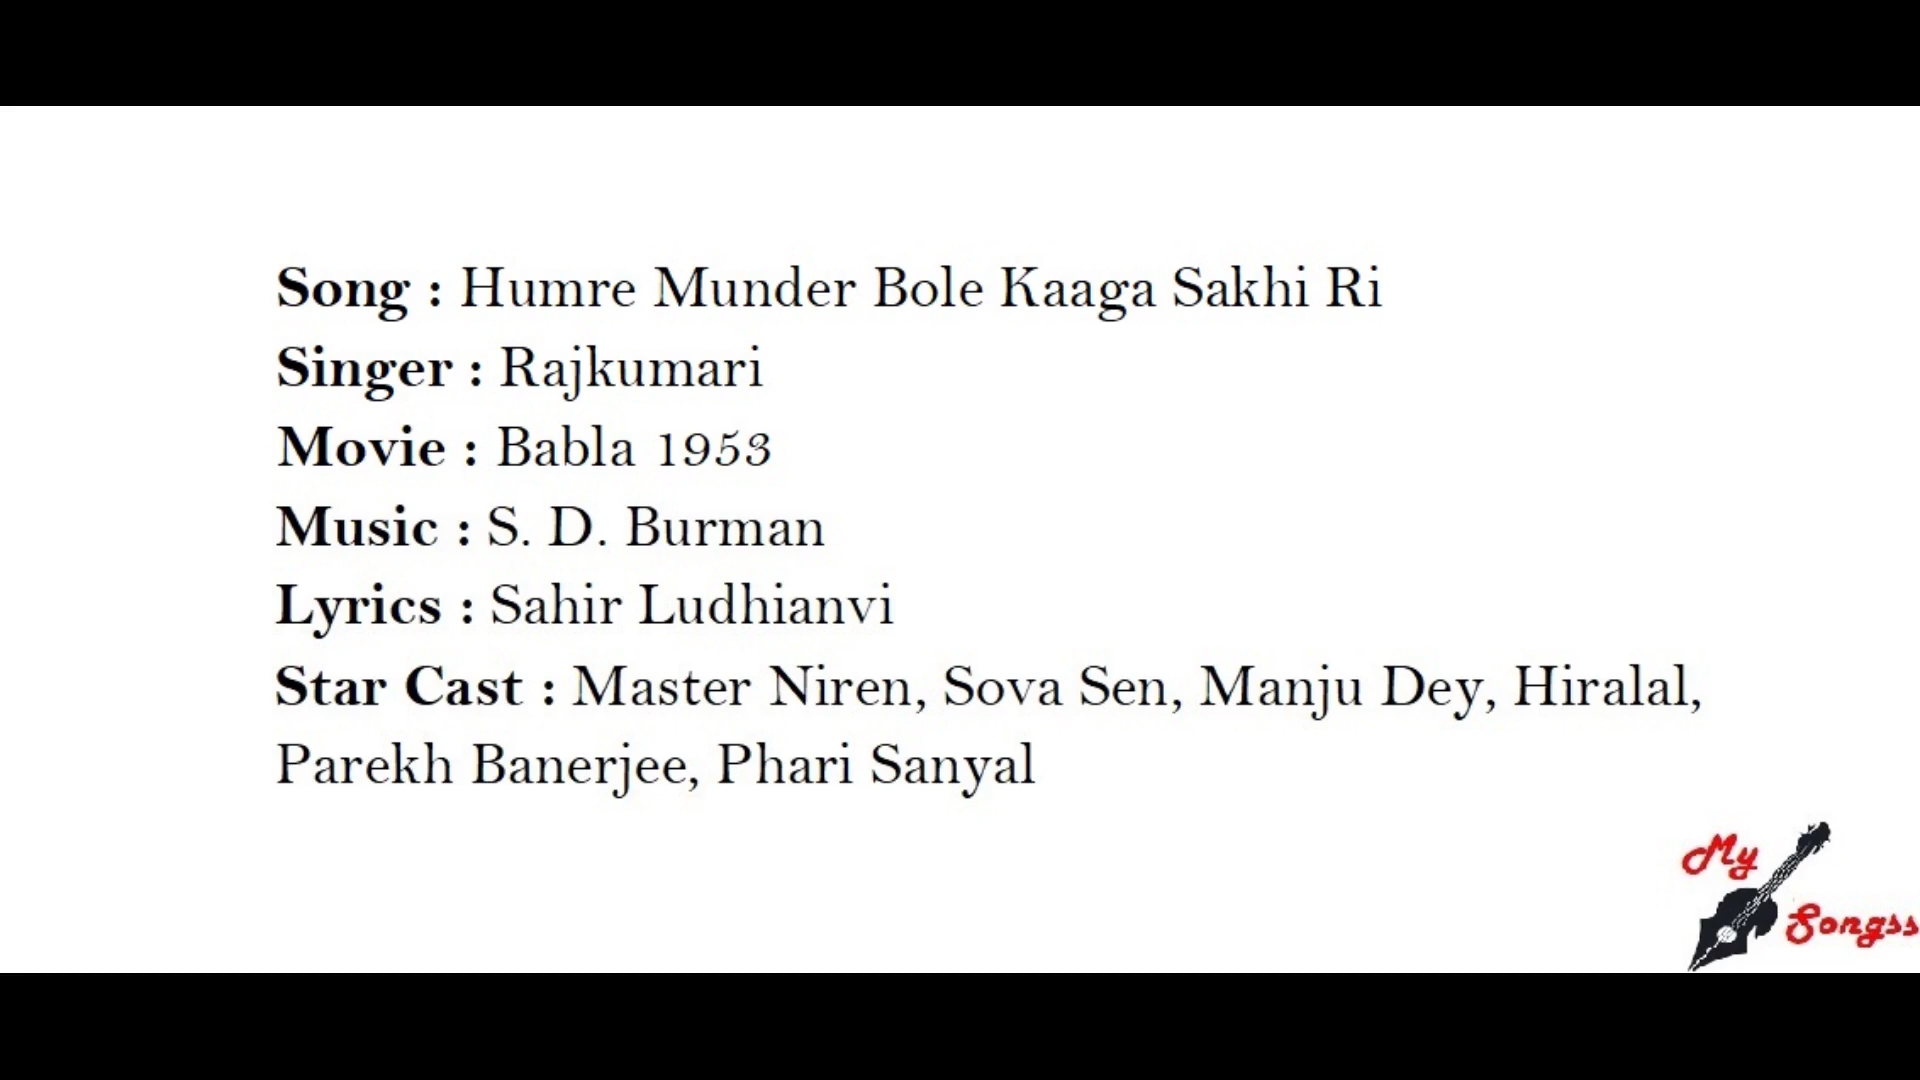 Song : Humre Munder Bole Kaaga Sakhi Ri
Singer : Rajkumari
Movie : Babla 1953
Music : S. D. Burman
Lyrics : Sahir Ludhianvi
Star Cast : Master Niren, Sova Sen, Manju Dey, Hiralal,
Parekh Banerjee, Phari Sanyal
My
Songss